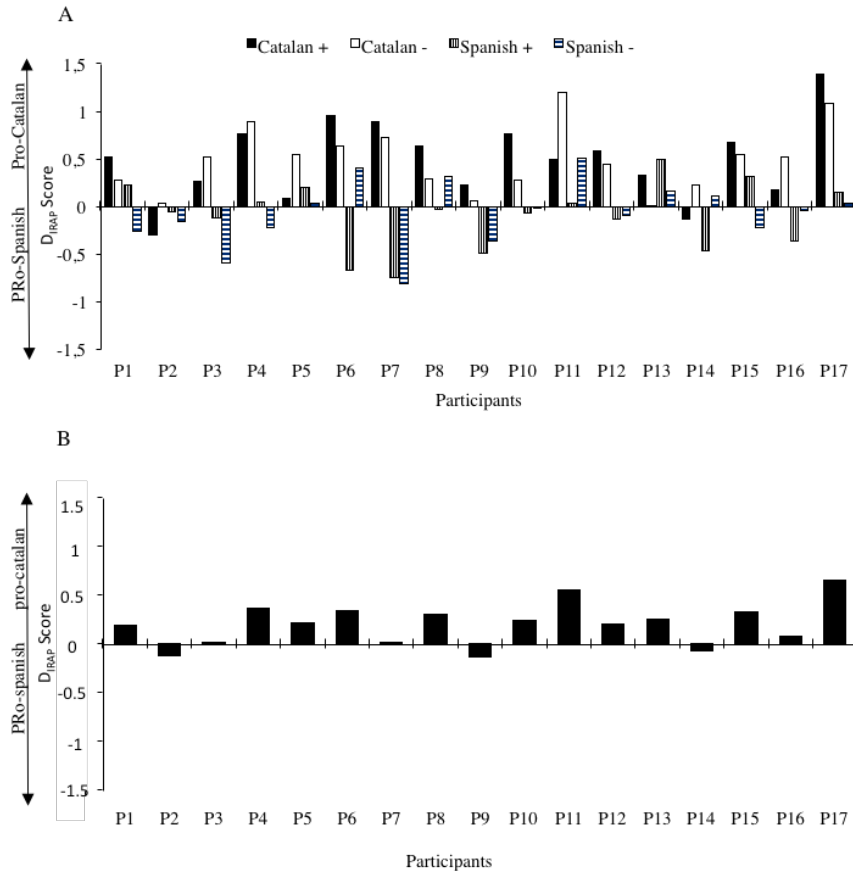 A
Catalan + Catalan - Spanish + Spanish -
PRo-Spanish Pro-Catalan
DIRAP Score
1,5
1
0,5
0
-0,5
-1
-1,5
P1 P2 P3 P4 P5 P6 P7 P8 P9 P10 P11 P12 P13 P14 P15 P16 P17
Participants
B
PRo-spanish pro-catalan
DIRAP Score
1.5
1
0.5
0
-0.5
-1
-1.5
P1 P2 P3 P4 P5 P6 P7 P8 P9 P10 P11 P12 P13 P14 P15 P16 P17
Participants